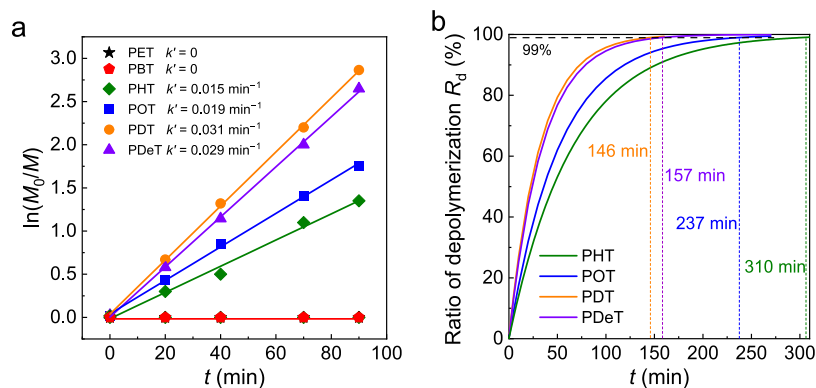 a
ln(M₀/M)
3.0
2.5
2.0
1.5
1.0
0.5
0.0
PET k′ = 0
PBT k′ = 0
PHT k′ = 0.015 min⁻¹
POT k′ = 0.019 min⁻¹
PDT k′ = 0.031 min⁻¹
PDeT k′ = 0.029 min⁻¹
0 20 40 60 80 100
t (min)
b
Ratio of depolymerization Rd (%)
100
80
60
40
20
0
99%
146 min
157 min
237 min
310 min
PHT
POT
PDT
PDeT
0 50 100 150 200 250 300
t (min)